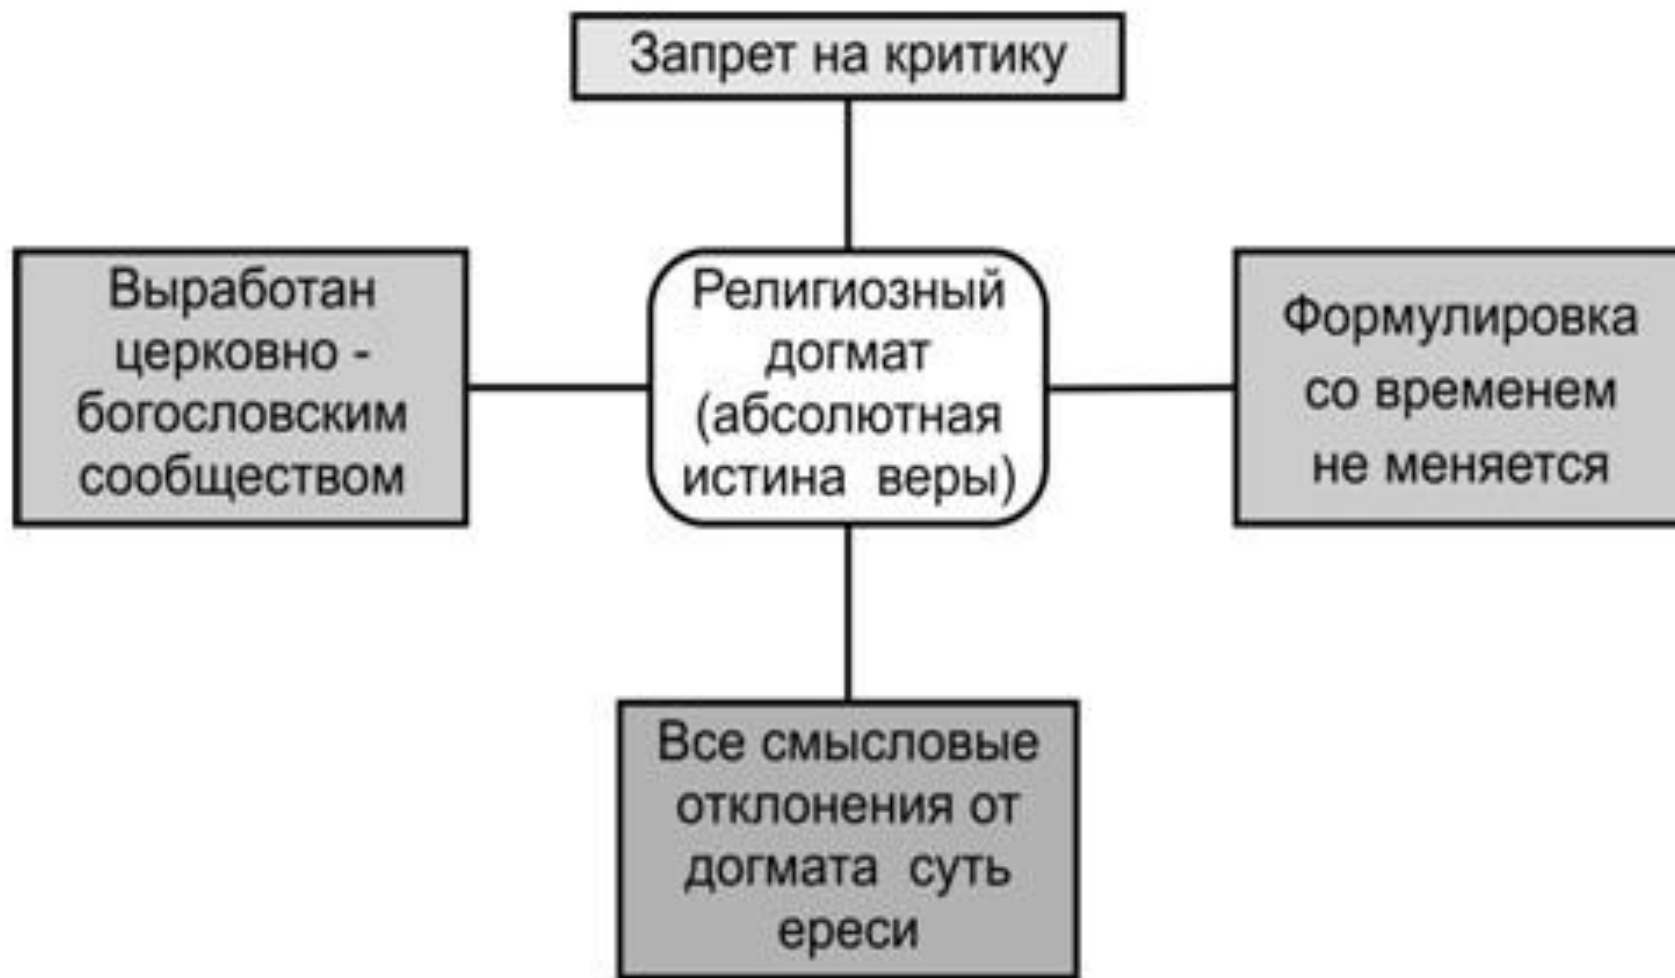 Запрет на критику
Выработан
церковно -
богословским
сообществом
Религиозный
догмат
(абсолютная
истина веры)
Формулировка
со временем
не меняется
Все смысловые
отклонения от
догмата суть
ереси